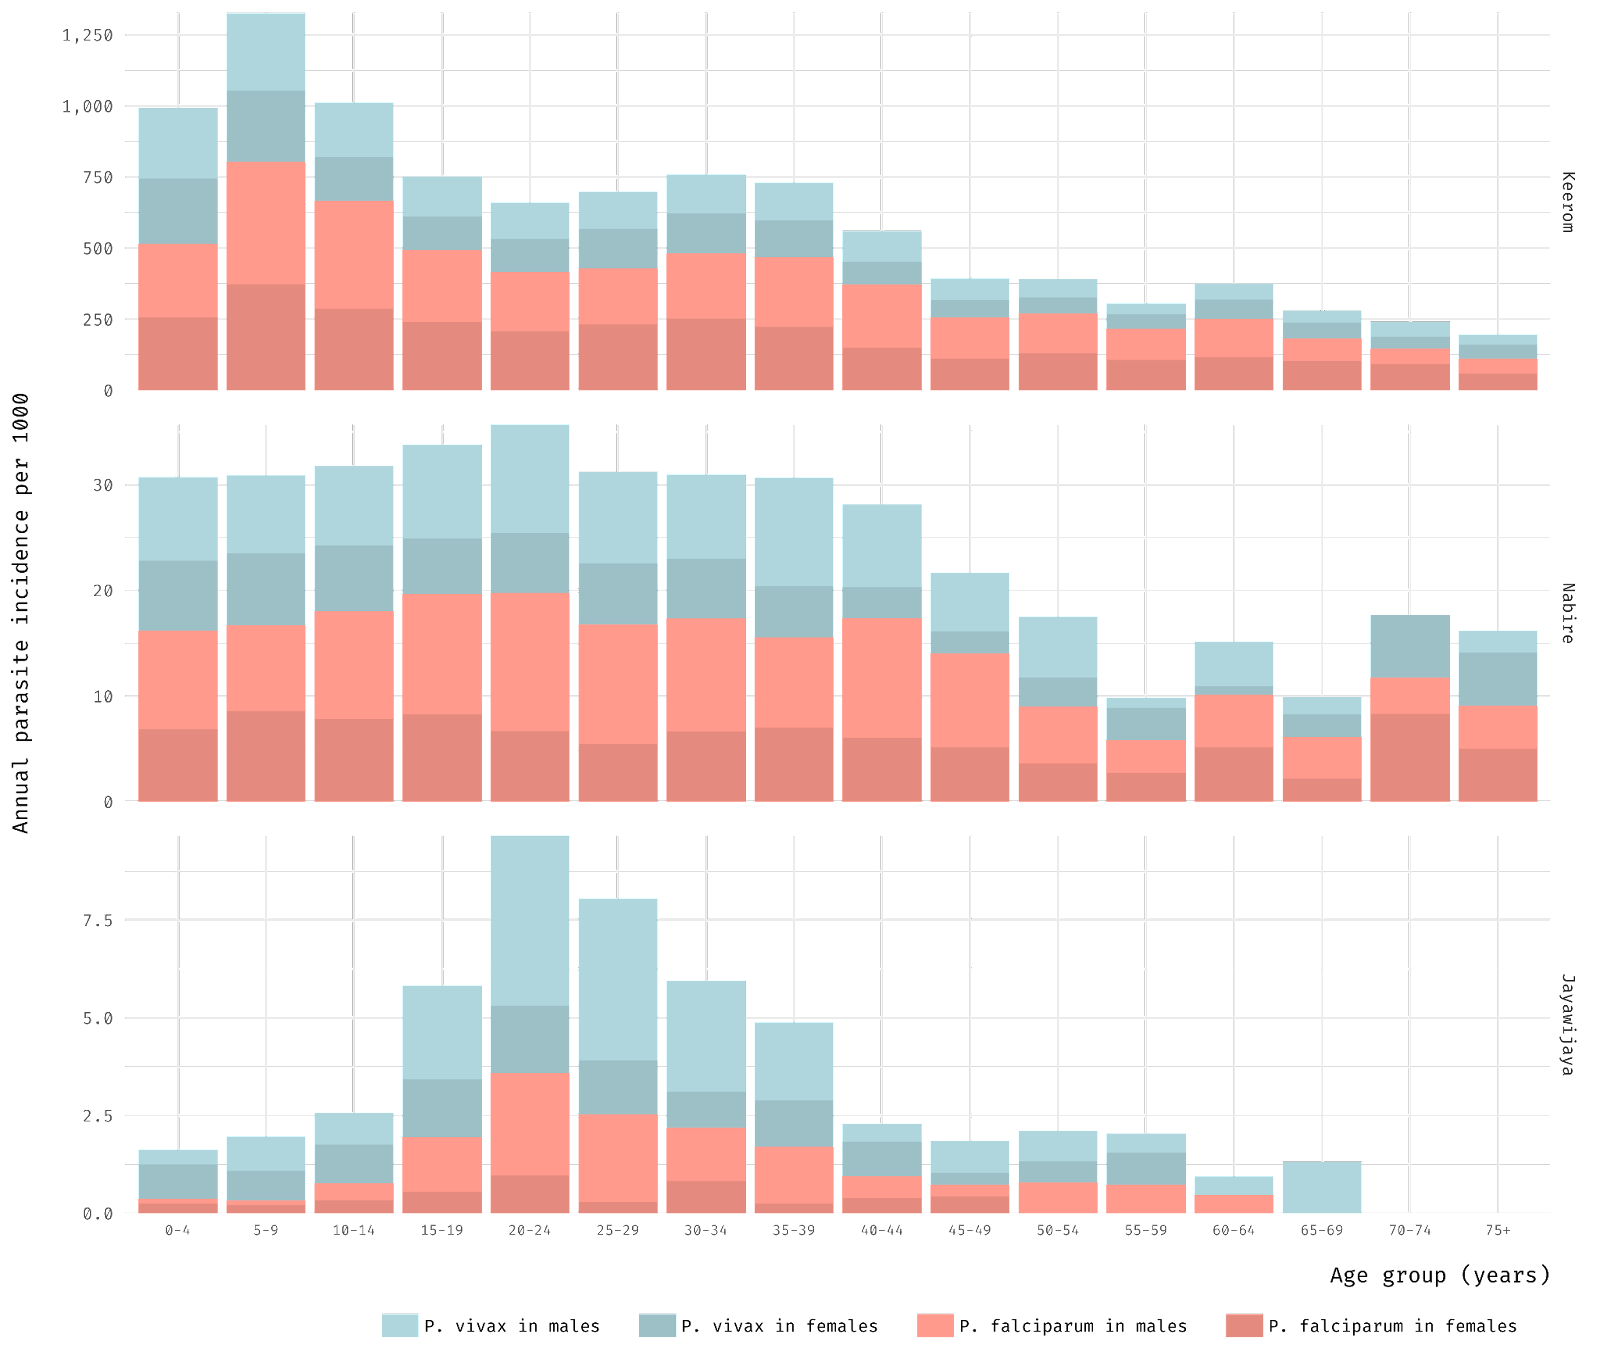 1,250
1,000
750
500
250
0
Keerom
Annual parasite incidence per 1000
30
20
10
0
Nabire
7.5
5.0
2.5
0.0
Jayawijaya
0-4 5-9 10-14 15-19 20-24 25-29 30-34 35-39 40-44 45-49 50-54 55-59 60-64 65-69 70-74 75+
Age group (years)
P. vivax in males P. vivax in females P. falciparum in males P. falciparum in females